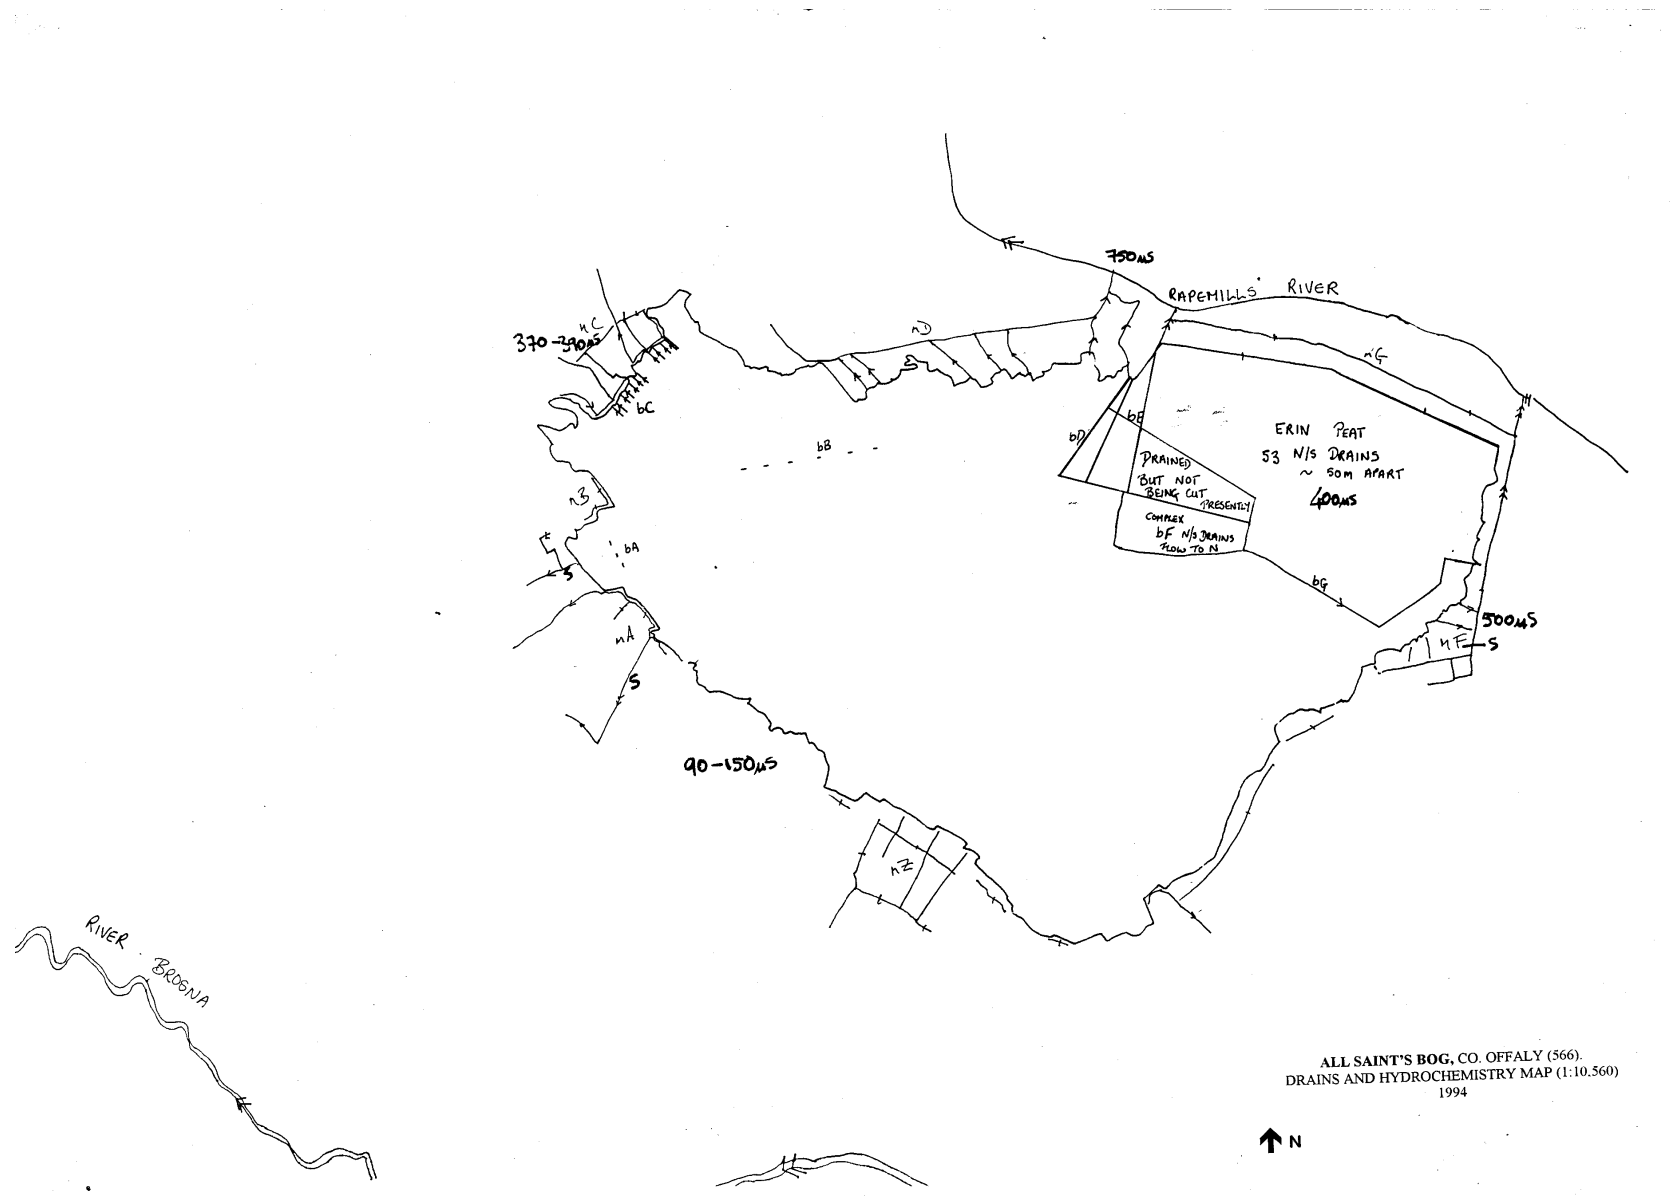 750µS
RAPEMILLS RIVER
nC
370-390µS
nD
nG
bC
bE
bD
bB
ERIN PEAT
53 N/S DRAINS
~ 50m APART
400µS
DRAINED
BUT NOT
BEING CUT
PRESENTLY
COMPLEX
bF N/S DRAINS
FLOW TO N
nB
bA
S
bG
nA
500µS
nF S
S
90-150µS
nZ
RIVER
BROSNA
ALL SAINT'S BOG, CO. OFFALY (566).
DRAINS AND HYDROCHEMISTRY MAP (1:10.560)
1994
N